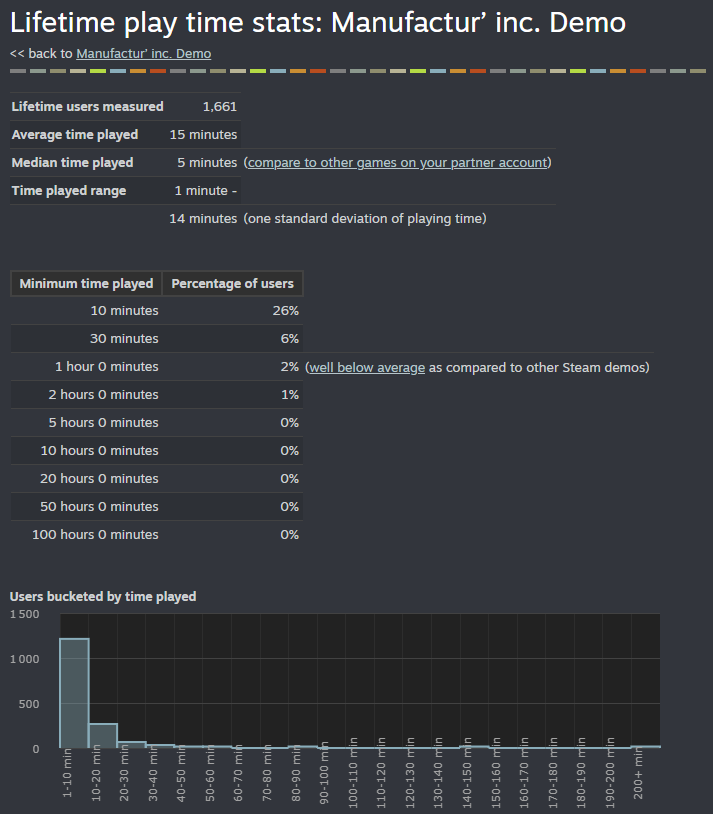 Lifetime play time stats: Manufactur’ inc. Demo
<< back to Manufactur’ inc. Demo
Lifetime users measured 1,661
Average time played 15 minutes
Median time played 5 minutes (compare to other games on your partner account)
Time played range 1 minute -
14 minutes (one standard deviation of playing time)
Minimum time played Percentage of users
10 minutes 26%
30 minutes 6%
1 hour 0 minutes 2% (well below average as compared to other Steam demos)
2 hours 0 minutes 1%
5 hours 0 minutes 0%
10 hours 0 minutes 0%
20 hours 0 minutes 0%
50 hours 0 minutes 0%
100 hours 0 minutes 0%
Users bucketed by time played
1 500
1 000
500
0
1-10 min
10-20 min
20-30 min
30-40 min
40-50 min
50-60 min
60-70 min
70-80 min
80-90 min
90-100 min
100-110 min
110-120 min
120-130 min
130-140 min
140-150 min
150-160 min
160-170 min
170-180 min
180-190 min
190-200 min
200+ min